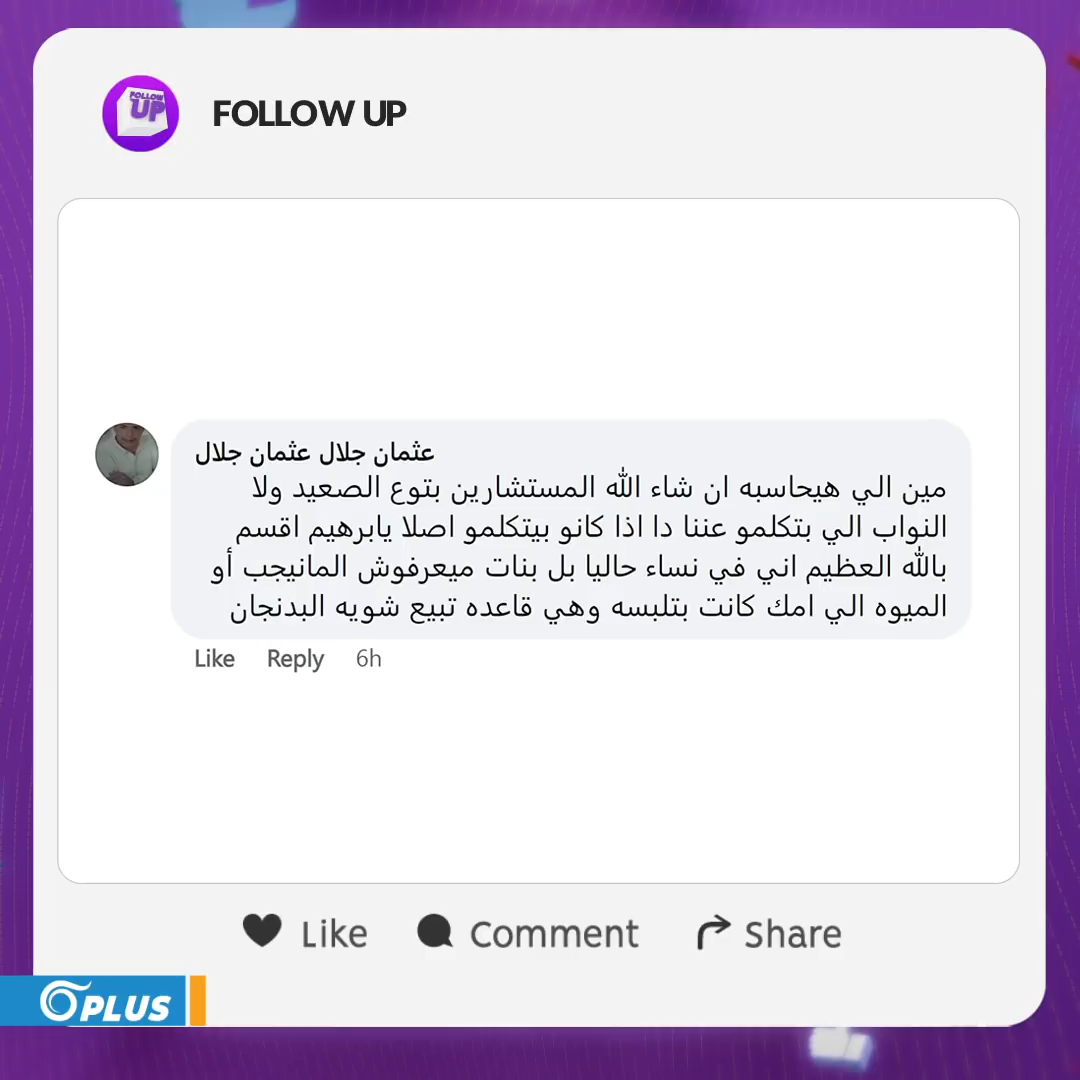 FOLLOW UP
FOLLOW UP
عثمان جلال عثمان جلال
مين الي هيحاسبه ان شاء الله المستشارين بتوع الصعيد ولا
النواب الي بتكلمو عننا دا اذا كانو بيتكلمو اصلا يابرهيم اقسم
بالله العظيم اني في نساء حاليا بل بنات ميعرفوش المانيجب أو
الميوه الي امك كانت بتلبسه وهي قاعده تبيع شويه البدنجان
Like Reply 6h
Like Comment Share
PLUS